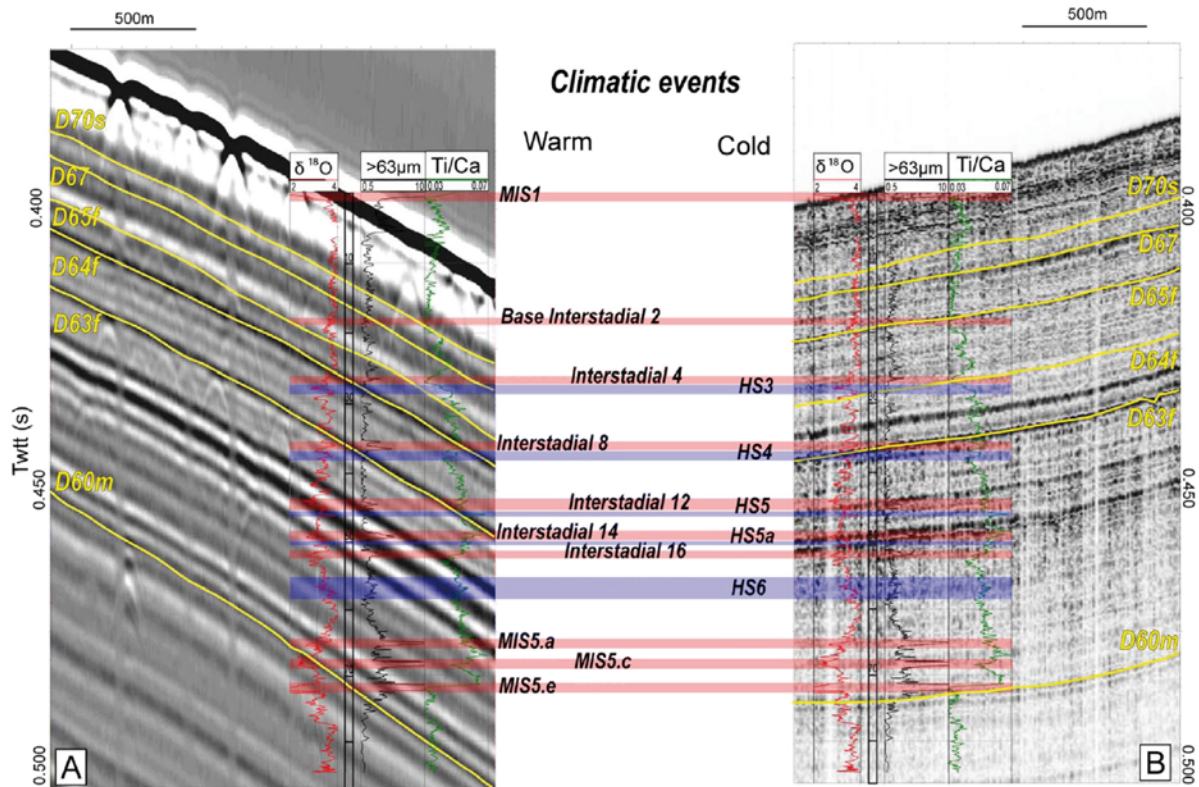 500m
500m
Climatic events
Warm
Cold
D70s
D67
D65f
D64f
D63f
D60m
δ 18O
>63µm
Ti/Ca
2
4
0.5
10
0.03
0.07
δ 18O
>63µm
Ti/Ca
2
4
0.5
10
0.03
0.07
D70s
D67
D65f
D64f
D63f
D60m
MIS1
Base Interstadial 2
Interstadial 4
HS3
Interstadial 8
HS4
Interstadial 12
HS5
Interstadial 14
HS5a
Interstadial 16
HS6
MIS5.a
MIS5.c
MIS5.e
Twtt (s)
0.400
0.450
0.500
0.400
0.450
0.500
A
B